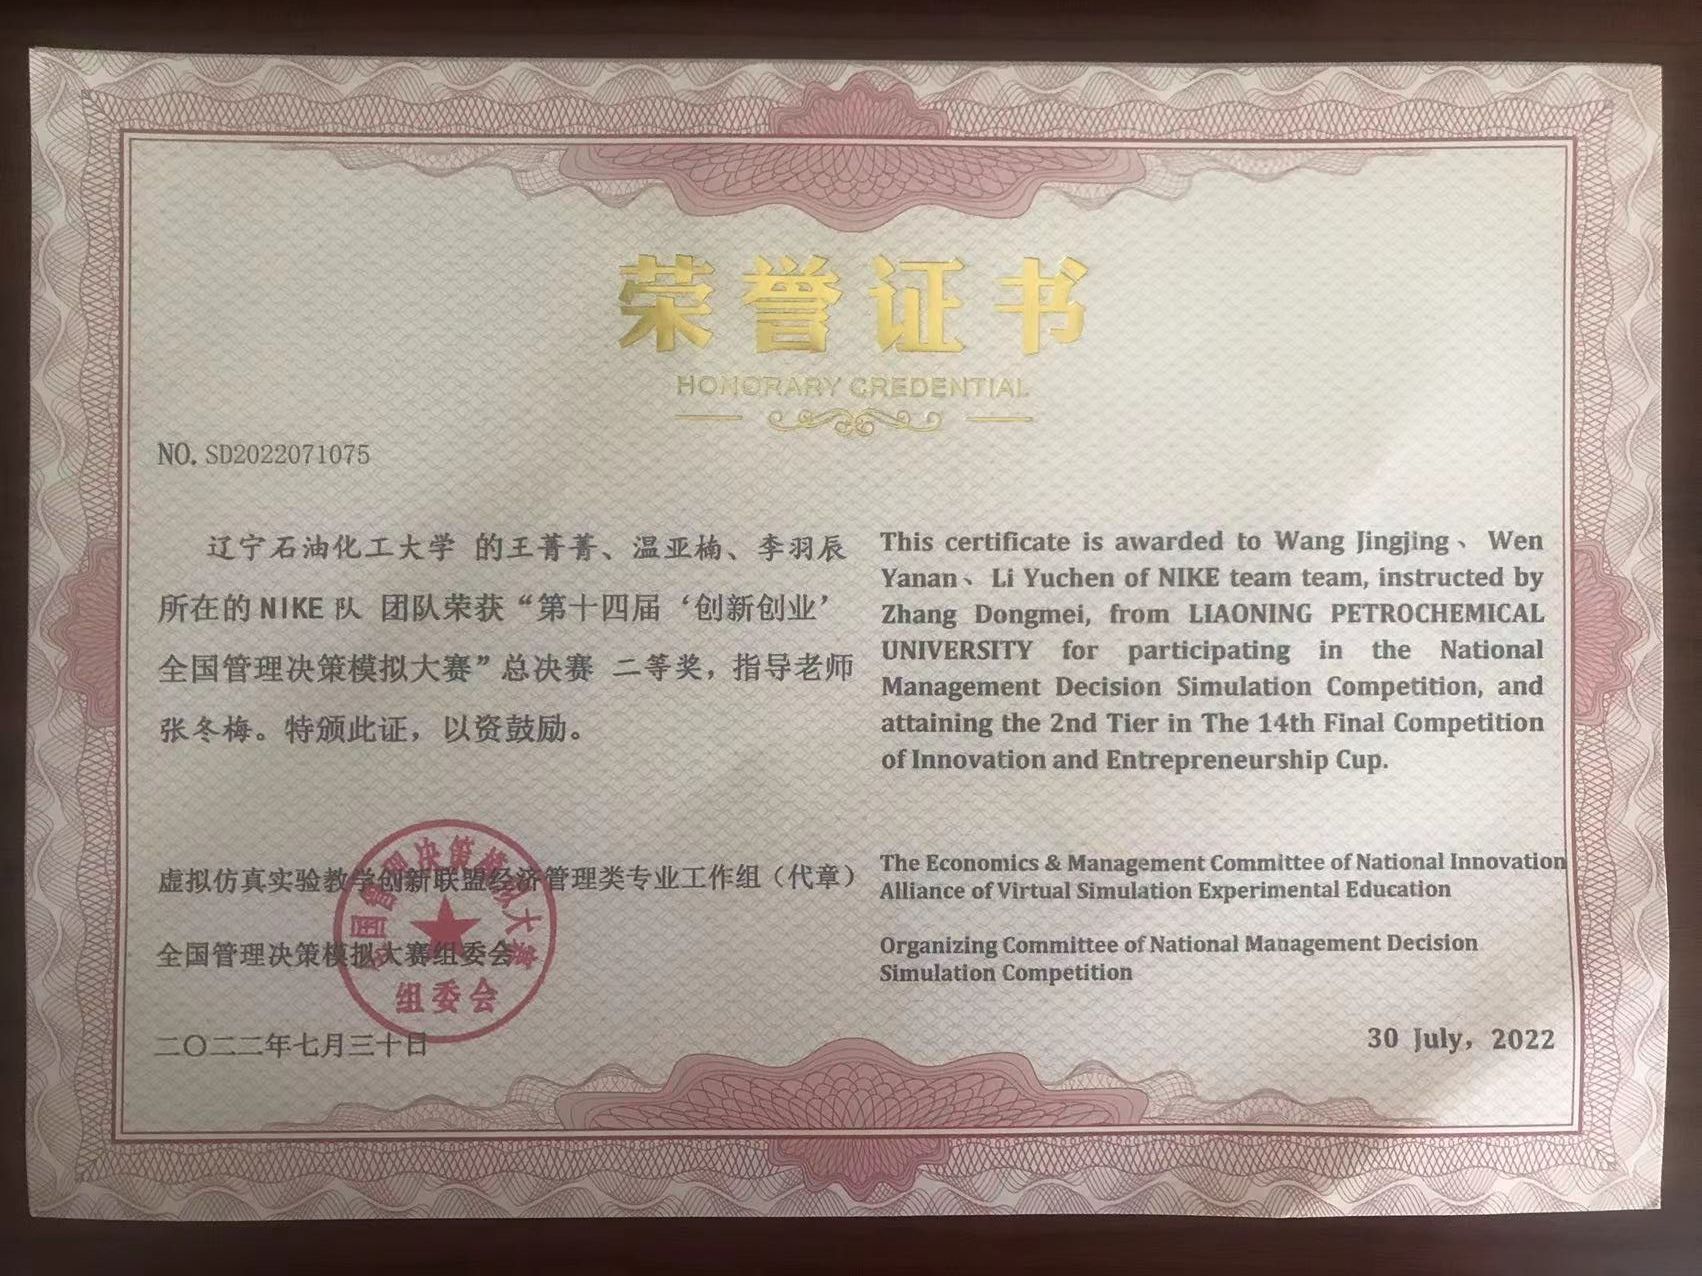 荣誉证书
HONORARY CREDENTIAL
NO. SD2022071075
辽宁石油化工大学 的王菁菁、温亚楠、李羽辰
所在的NIKE队 团队荣获“第十四届‘创新创业’
全国管理决策模拟大赛”总决赛 二等奖，指导老师
张冬梅。特颁此证，以资鼓励。
虚拟仿真实验教学创新联盟经济管理类专业工作组（代章）
全国管理决策模拟大赛组委会
二〇二二年七月三十日
全国管理决策模拟大赛
组委会
This certificate is awarded to Wang Jingjing、 Wen
Yanan、 Li Yuchen of NIKE team team, instructed by
Zhang Dongmei, from LIAONING PETROCHEMICAL
UNIVERSITY for participating in the National
Management Decision Simulation Competition, and
attaining the 2nd Tier in The 14th Final Competition
of Innovation and Entrepreneurship Cup.
The Economics & Management Committee of National Innovation
Alliance of Virtual Simulation Experimental Education
Organizing Committee of National Management Decision
Simulation Competition
30 July，2022